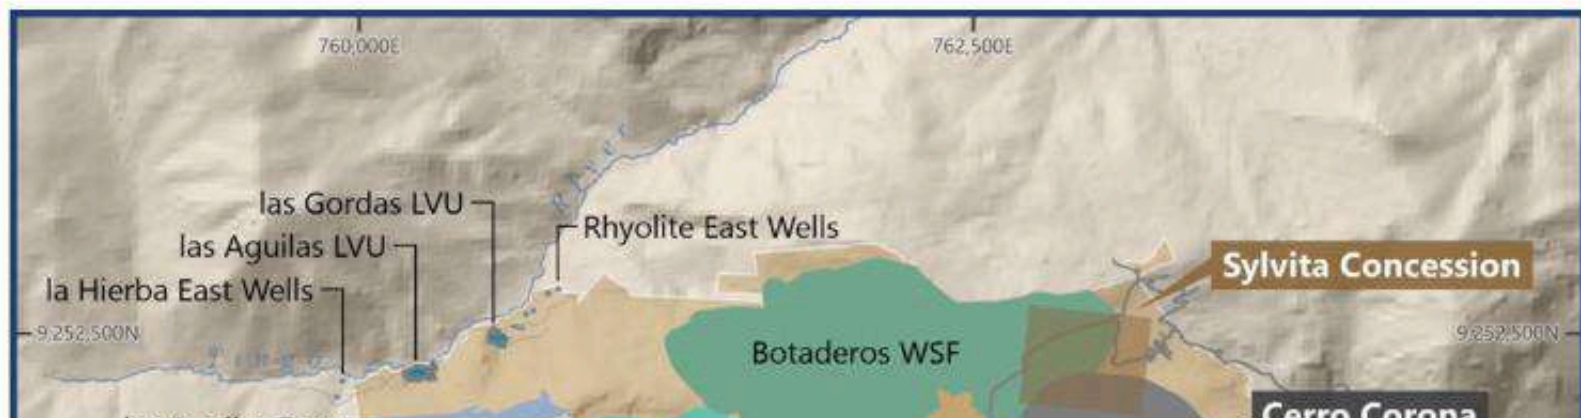 760,000E
762,500E
River
las Gordas LVU
Rhyolite East Wells
las Aguilas LVU
Sylvita Concession
la Hierba East Wells
9,252,500N
9,252,500N
Botaderos WSF
Cerro Corona